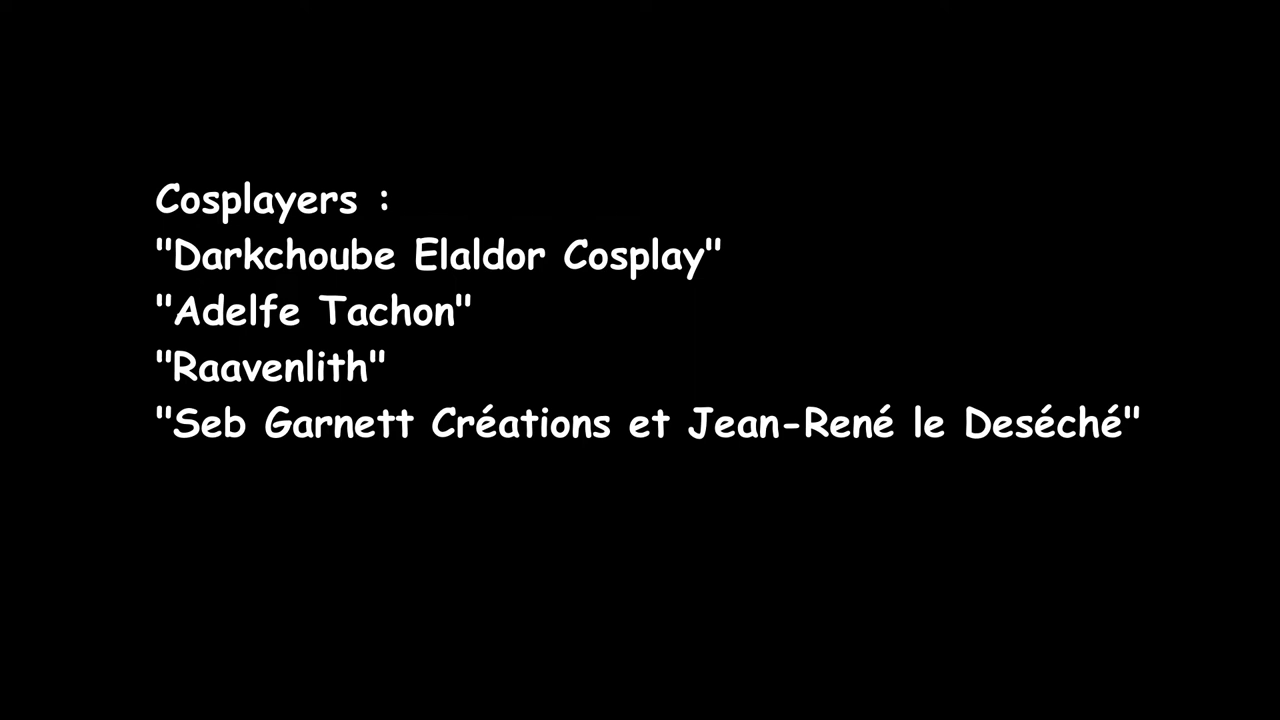 Cosplayers :
"Darkchoube Elaldor Cosplay"
"Adelfe Tachon"
"Raavenlith"
"Seb Garnett Créations et Jean-René le Deséché"